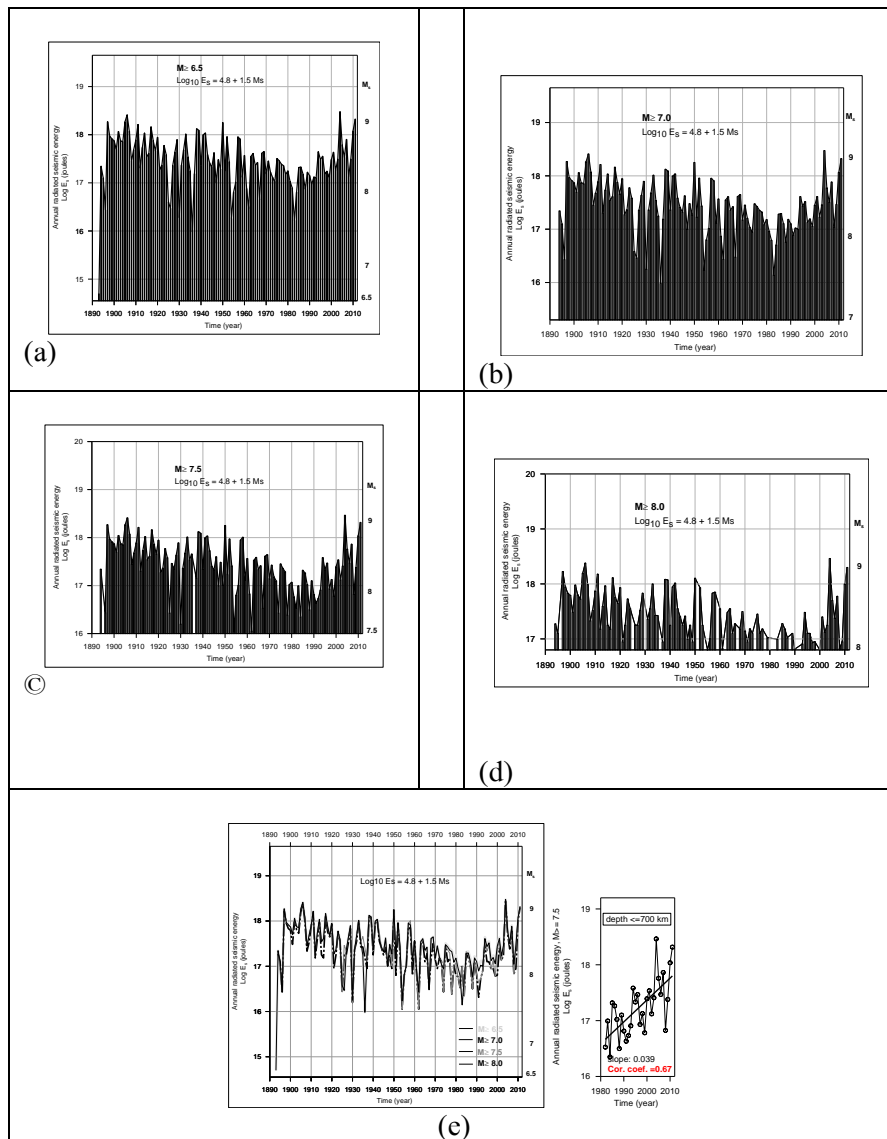 M≥ 6.5
Log10 Es = 4.8 + 1.5 Ms
Ms
Annual radiated seismic energy
Log Es (joules)
19
18
17
16
15
9
8
7
6.5
1890 1900 1910 1920 1930 1940 1950 1960 1970 1980 1990 2000 2010
Time (year)
(a)
M≥ 7.0
Log10 Es = 4.8 + 1.5 Ms
Ms
Annual radiated seismic energy
Log Es (joules)
19
18
17
16
9
8
7
1890 1900 1910 1920 1930 1940 1950 1960 1970 1980 1990 2000 2010
Time (year)
(b)
M≥ 7.5
Log10 Es = 4.8 + 1.5 Ms
Ms
Annual radiated seismic energy
Log Es (joules)
20
19
18
17
16
9
8
7.5
1890 1900 1910 1920 1930 1940 1950 1960 1970 1980 1990 2000 2010
Time (year)
©
M≥ 8.0
Log10 Es = 4.8 + 1.5 Ms
Ms
Annual radiated seismic energy
Log Es (joules)
20
19
18
17
9
8
1890 1900 1910 1920 1930 1940 1950 1960 1970 1980 1990 2000 2010
Time (year)
(d)
1890 1900 1910 1920 1930 1940 1950 1960 1970 1980 1990 2000 2010
Log10 Es = 4.8 + 1.5 Ms
Ms
Annual radiated seismic energy
Log Es (joules)
19
18
17
16
15
9
8
7
6.5
M≥ 6.5
M≥ 7.0
M≥ 7.5
M≥ 8.0
1890 1900 1910 1920 1930 1940 1950 1960 1970 1980 1990 2000 2010
Time (year)
Annual radiated seismic energy, M>= 7.5
Log Es (joules)
19
18
17
16
depth <=700 km
slope: 0.039
Cor. coef. =0.67
1980 1990 2000 2010
Time (year)
(e)